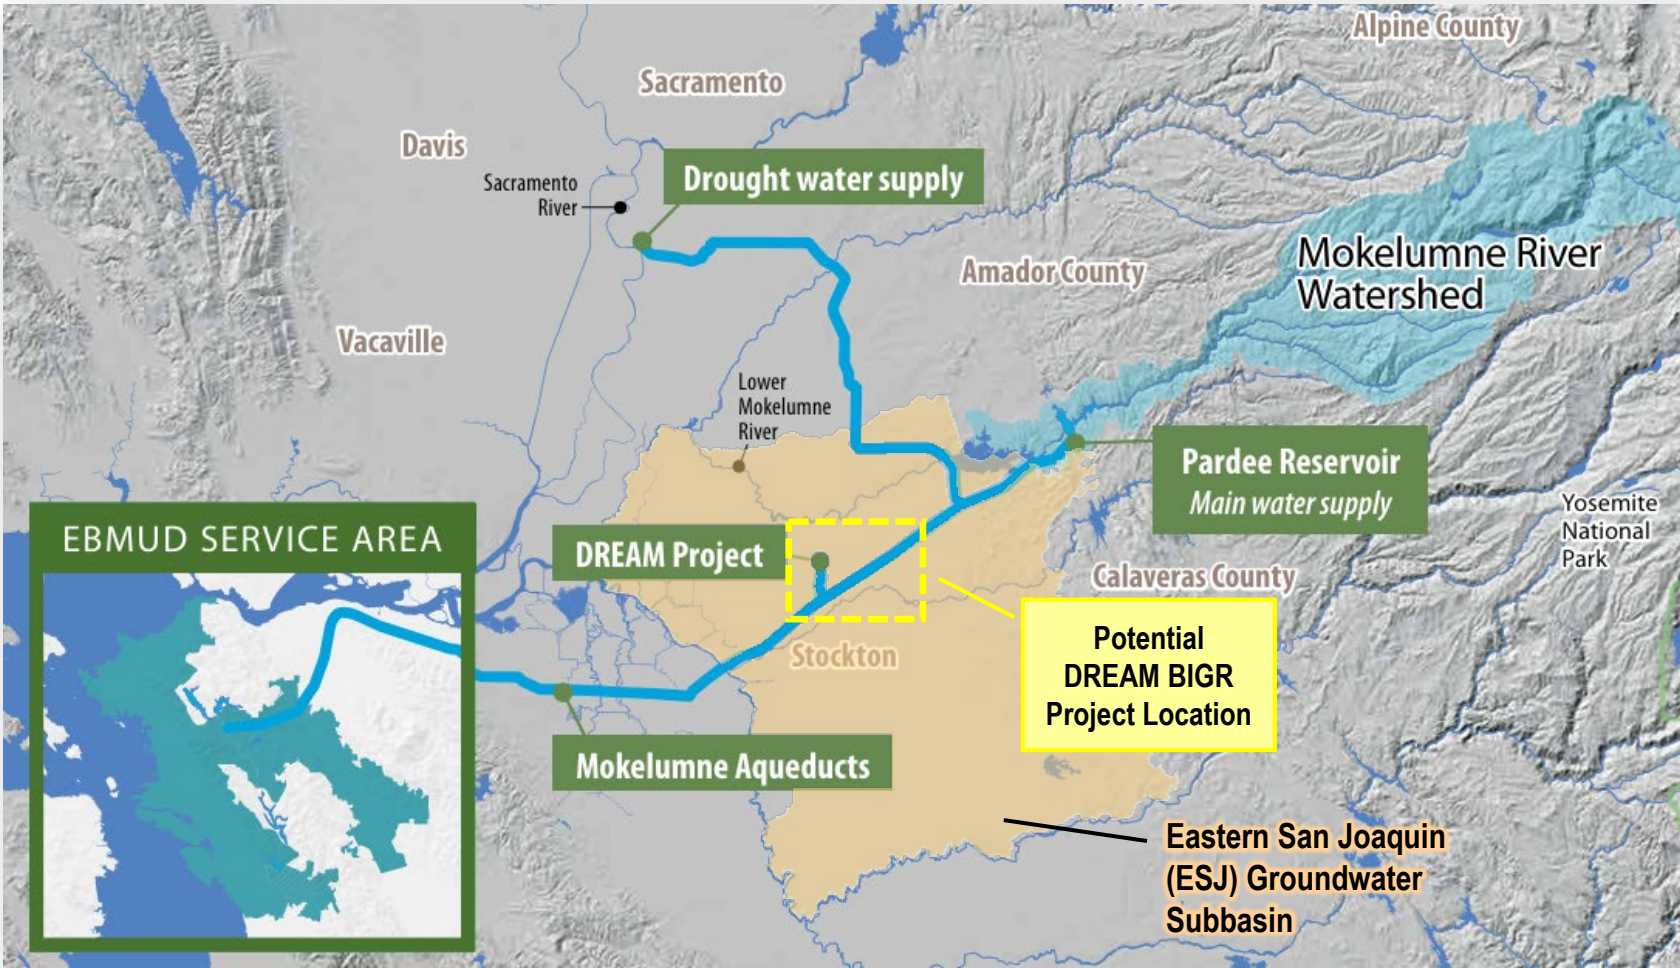 Alpine County
Sacramento
Davis
Drought water supply
Sacramento
River
Mokelumne River
Watershed
Amador County
Vacaville
Lower
Mokelumne
River
Pardee Reservoir
Main water supply
Yosemite
National
Park
EBMUD SERVICE AREA
DREAM Project
Calaveras County
Potential
DREAM BIGR
Project Location
Stockton
Mokelumne Aqueducts
Eastern San Joaquin
(ESJ) Groundwater
Subbasin